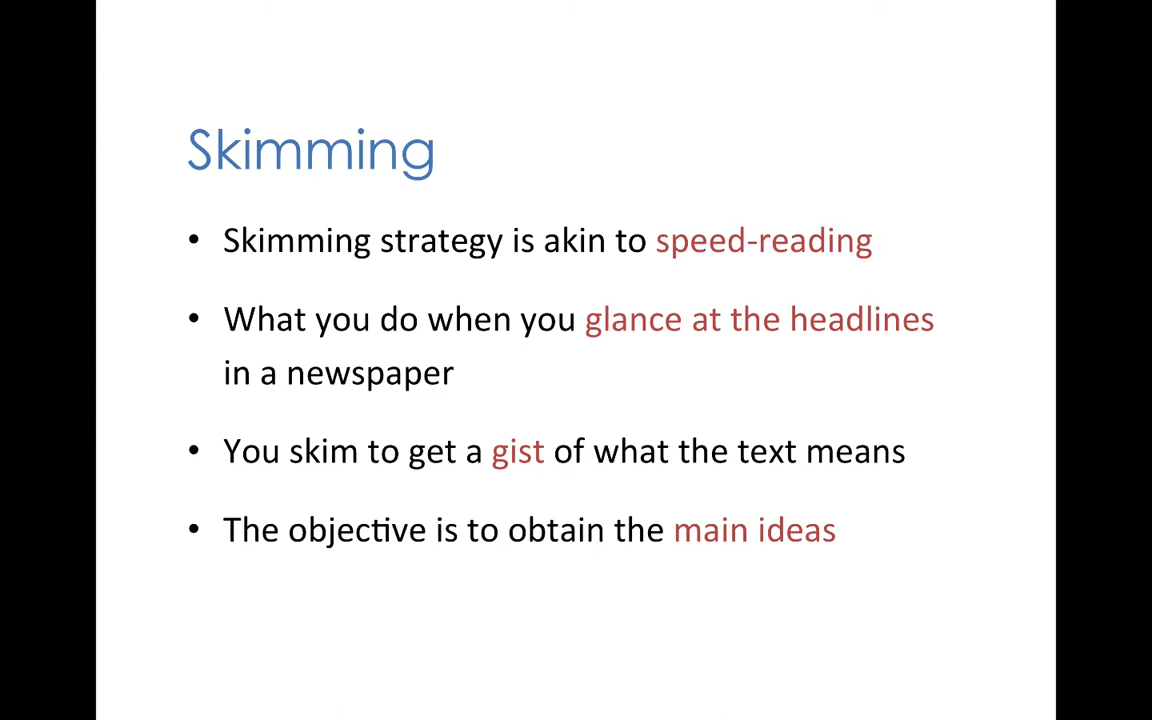 Skimming
• Skimming strategy is akin to speed-reading
• What you do when you glance at the headlines
in a newspaper
• You skim to get a gist of what the text means
• The objective is to obtain the main ideas